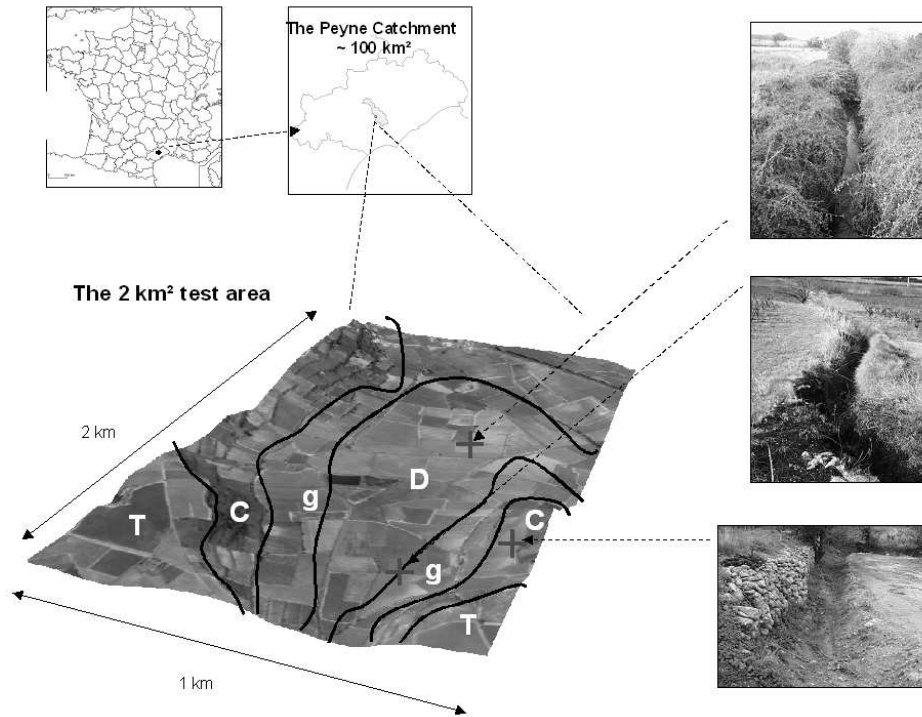 The Peyne Catchment
~ 100 km²
The 2 km² test area
2 km
T
C
g
D
C
g
T
1 km